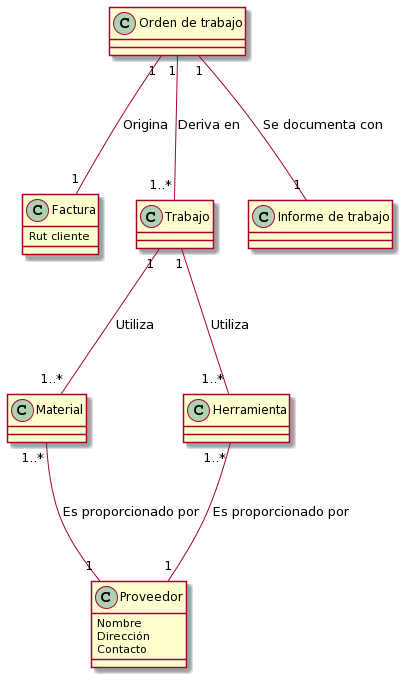 C Orden de trabajo
1 1 1
Origina Deriva en Se documenta con
1 1..* 1
C Factura
Rut cliente
C Trabajo
C Informe de trabajo
1 1
Utiliza Utiliza
1..* 1..*
C Material
C Herramienta
1..* 1..*
Es proporcionado por Es proporcionado por
1 1
C Proveedor
Nombre
Dirección
Contacto